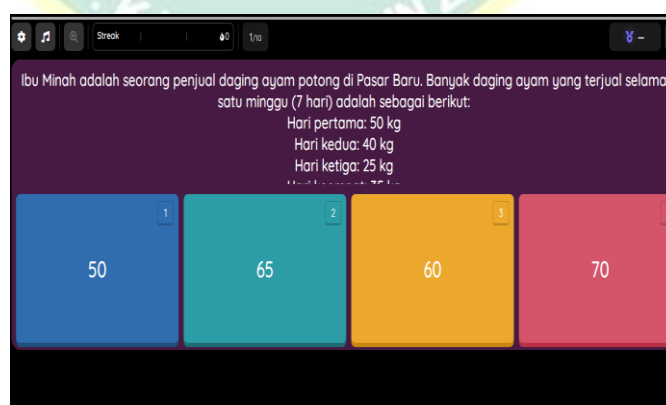 Streak
0
1/10
Ibu Minah adalah seorang penjual daging ayam potong di Pasar Baru. Banyak daging ayam yang terjual selama
satu minggu (7 hari) adalah sebagai berikut:
Hari pertama: 50 kg
Hari kedua: 40 kg
Hari ketiga: 25 kg
1
2
3
50
65
60
70